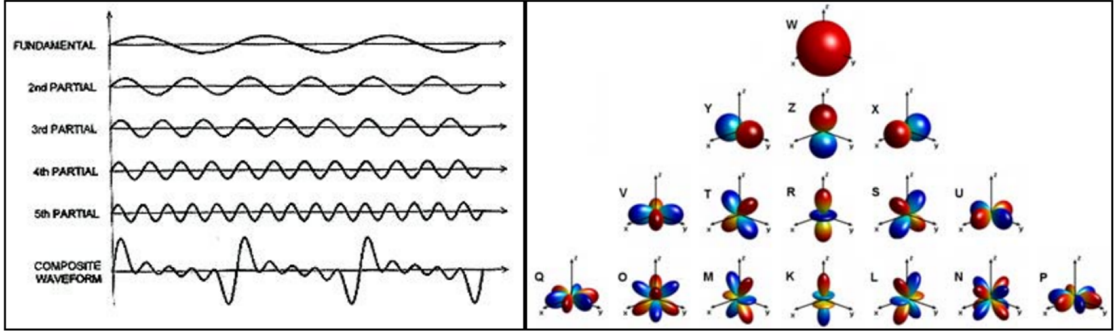 FUNDAMENTAL
2nd PARTIAL
3rd PARTIAL
4th PARTIAL
5th PARTIAL
COMPOSITE
WAVEFORM
z
W
x y
z z z
Y Z X
x y x y x y
z z z z z
V T R S U
x y x y x y x y x y
z z z z z z z
Q O M K L N P
x y x y x y x y x y x y x y